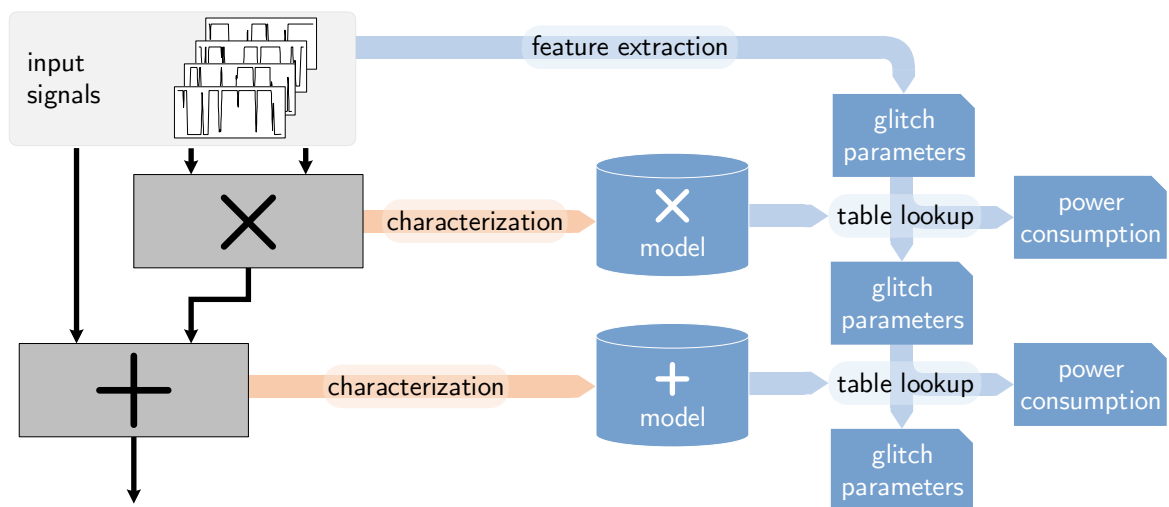 input
signals
feature extraction
glitch
parameters
×
characterization
×
model
table lookup
power
consumption
glitch
parameters
+
characterization
+
model
table lookup
power
consumption
glitch
parameters